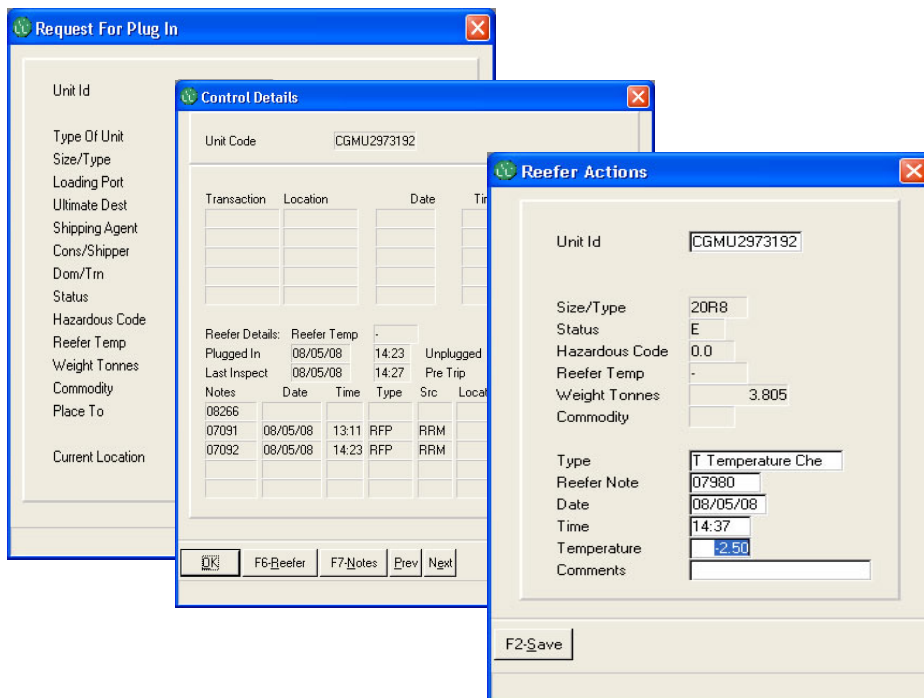 Request For Plug In
Unit Id
Type Of Unit
Size/Type
Loading Port
Ultimate Dest
Shipping Agent
Cons/Shipper
Dom/Trn
Status
Hazardous Code
Reefer Temp
Weight Tonnes
Commodity
Place To
Current Location
Control Details
Unit Code CGMU2973192
Transaction Location Date
Reefer Details: Reefer Temp -
Plugged In 08/05/08 14:23 Unplugged
Last Inspect 08/05/08 14:27 Pre Trip
Notes Date Time Type Src
08266
07091 08/05/08 13:11 RFP RRM
07092 08/05/08 14:23 RFP RRM
OK F6-Reefer F7-Notes Prev Next
Reefer Actions
Unit Id CGMU2973192
Size/Type 20R8
Status E
Hazardous Code 0.0
Reefer Temp -
Weight Tonnes 3.805
Commodity
Type T Temperature Che
Reefer Note 07980
Date 08/05/08
Time 14:37
Temperature -2.50
Comments
F2-Save